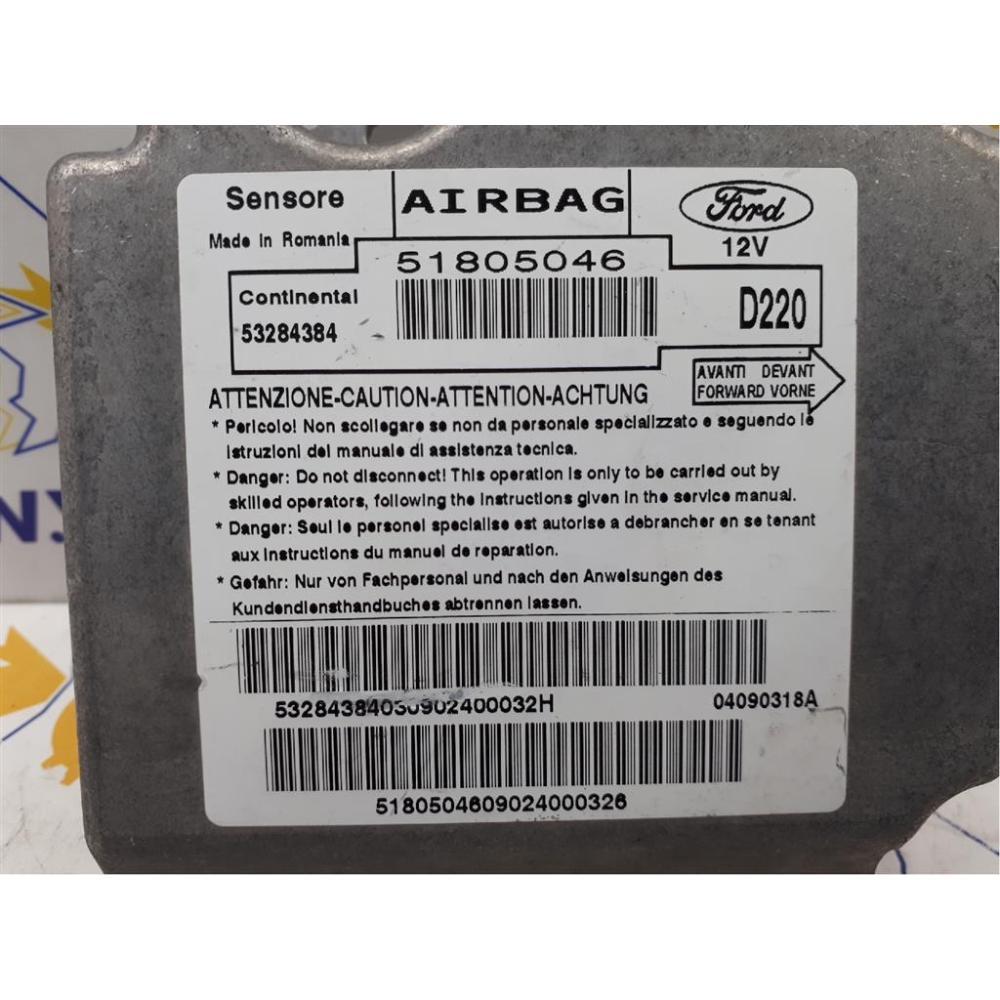 Sensore
AIRBAG
Ford
12V
Made in Romania
51805046
Continental
53284384
D220
AVANTI DEVANT
FORWARD VORNE
ATTENZIONE-CAUTION-ATTENTION-ACHTUNG
* Pericolo! Non scollegare se non da personale specializzato e seguendo le
istruzioni del manuale di assistenza tecnica.
* Danger: Do not disconnect! This operation is only to be carried out by
skilled operators, following the instructions given in the service manual.
* Danger: Seul le personel specialise est autorise a debrancher en se tenant
aux instructions du manuel de reparation.
* Gefahr: Nur von Fachpersonal und nach den Anweisungen des
Kundendiensthandbuches abtrennen lassen.
53284384030902400032H
04090318A
5180504609024000326